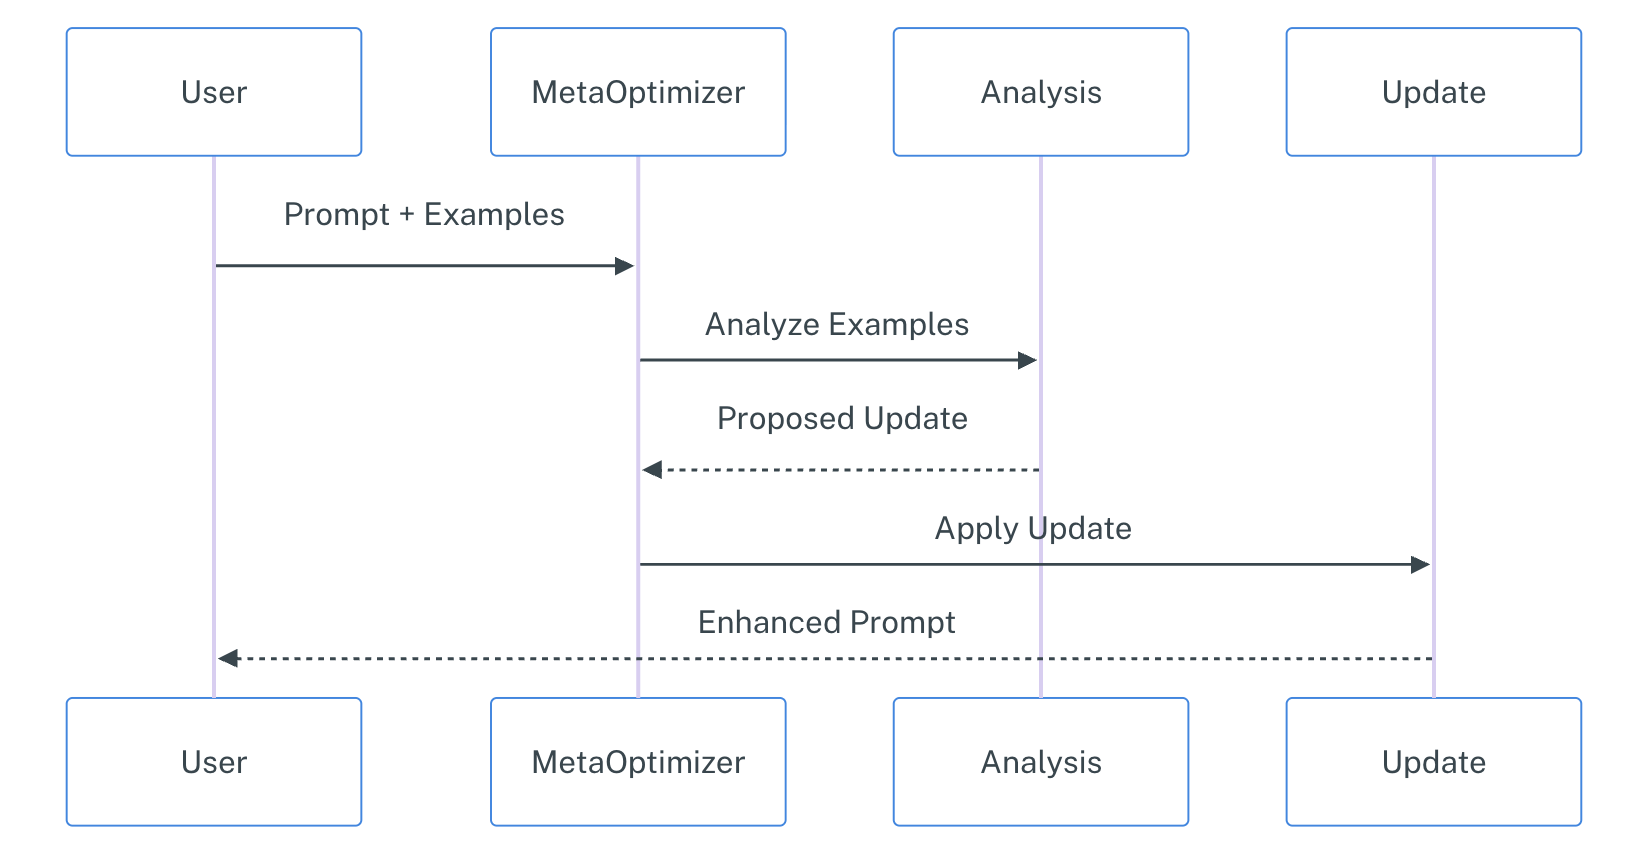 User
MetaOptimizer
Analysis
Update
Prompt + Examples
Analyze Examples
Proposed Update
Apply Update
Enhanced Prompt
User
MetaOptimizer
Analysis
Update